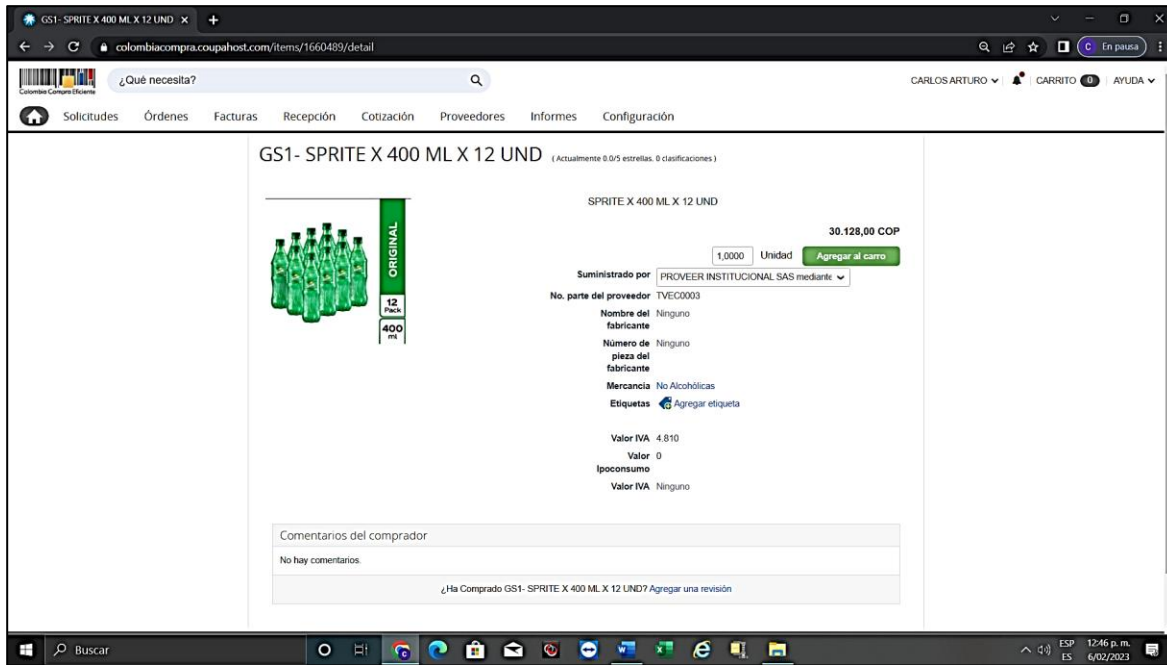 GS1- SPRITE X 400 ML X 12 UND
colombiacompra.coupahost.com/items/1660489/detail
C En pausa
Colombia Compra Eficiente
¿Qué necesita?
CARLOS ARTURO
CARRITO 0
AYUDA
Solicitudes Órdenes Facturas Recepción Cotización Proveedores Informes Configuración
GS1- SPRITE X 400 ML X 12 UND ( Actualmente 0.0/5 estrellas. 0 clasificaciones )
SPRITE X 400 ML X 12 UND
ORIGINAL
12
Pack
400
ml
30.128,00 COP
1,0000 Unidad Agregar al carro
Suministrado por PROVEER INSTITUCIONAL SAS mediante
No. parte del proveedor TVEC0003
Nombre del Ninguno
fabricante
Número de Ninguno
pieza del
fabricante
Mercancia No Alcohólicas
Etiquetas Agregar etiqueta
Valor IVA 4.810
Valor 0
Ipoconsumo
Valor IVA Ninguno
Comentarios del comprador
No hay comentarios.
¿Ha Comprado GS1- SPRITE X 400 ML X 12 UND? Agregar una revisión
Buscar
ESP 12:46 p. m.
ES 6/02/2023